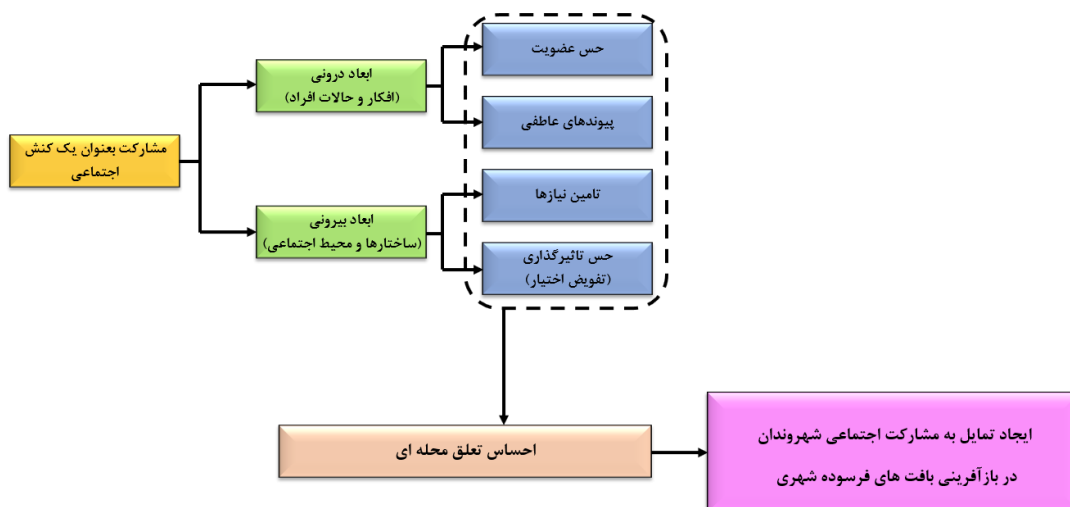 مشارکت بعنوان یک کنش
اجتماعی
ابعاد درونی
(افکار و حالات افراد)
ابعاد بیرونی
(ساختارها و محیط اجتماعی)
حس عضویت
پیوندهای عاطفی
تامین نیازها
حس تاثیرگذاری
(تفویض اختیار)
احساس تعلق محله ای
ایجاد تمایل به مشارکت اجتماعی شهروندان
در بازآفرینی بافت های فرسوده شهری